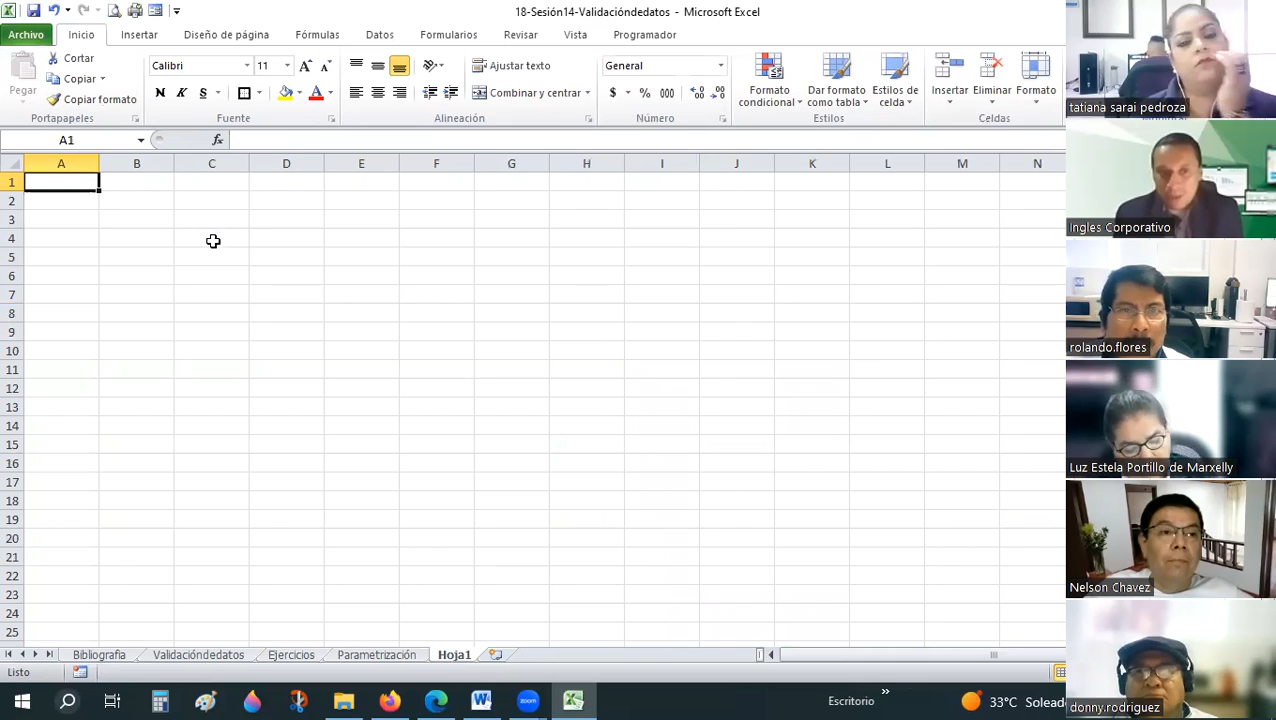 18-Sesión14-Validacióndedatos - Microsoft Excel
Archivo Inicio Insertar Diseño de página Fórmulas Datos Formularios Revisar Vista Programador
Pegar
Cortar
Copiar
Copiar formato
Portapapeles
Calibri 11
N K S
A
Fuente
Ajustar texto
Combinar y centrar
Alineación
General
$ % 000
Número
Formato condicional
Dar formato como tabla
Estilos de celda
Estilos
Insertar Eliminar Formato
Celdas
A1 fx
A B C D E F G H I J K L M N
1
2
3
4
5
6
7
8
9
10
11
12
13
14
15
16
17
18
19
20
21
22
23
24
25
Bibliografia Validacióndedatos Ejercicios Parametrización Hoja1
Listo
zoom
Escritorio
33°C Solead
tatiana sarai pedroza
Ingles Corporativo
rolando.flores
Luz Estela Portillo de Marxelly
Nelson Chavez
donny.rodriguez